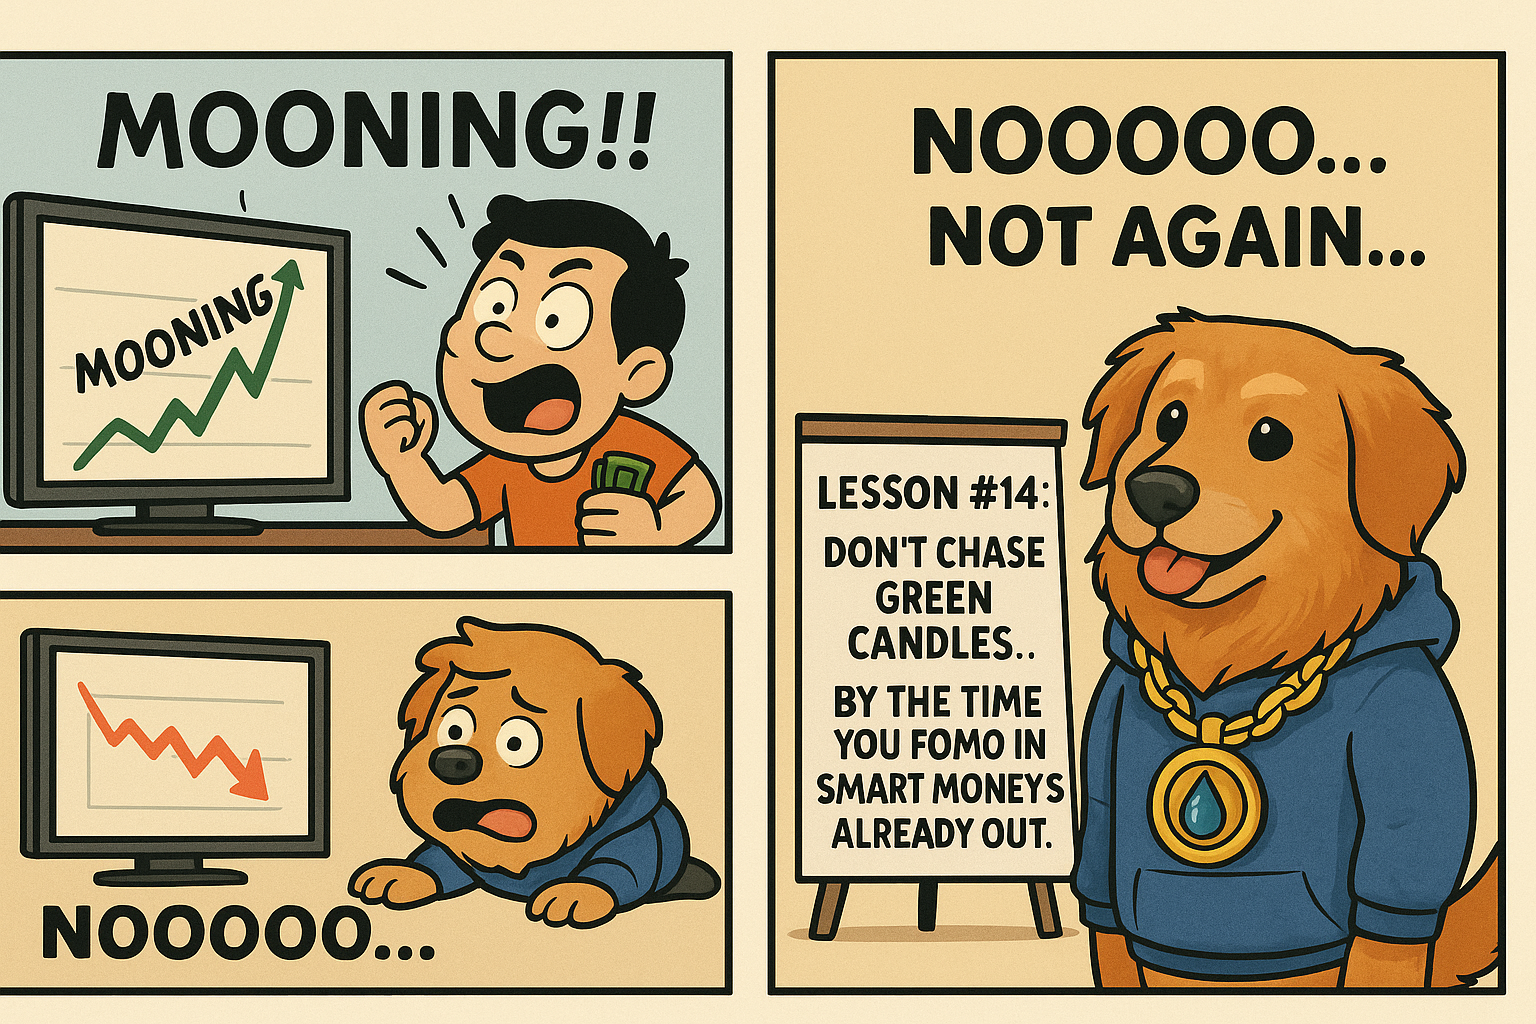 MOONING!!
MOONING
NOOOOO...
NOOOOO...
NOT AGAIN...
LESSON #14:
DON'T CHASE
GREEN
CANDLES..
BY THE TIME
YOU FOMO IN
SMART MONEYS
ALREADY OUT.